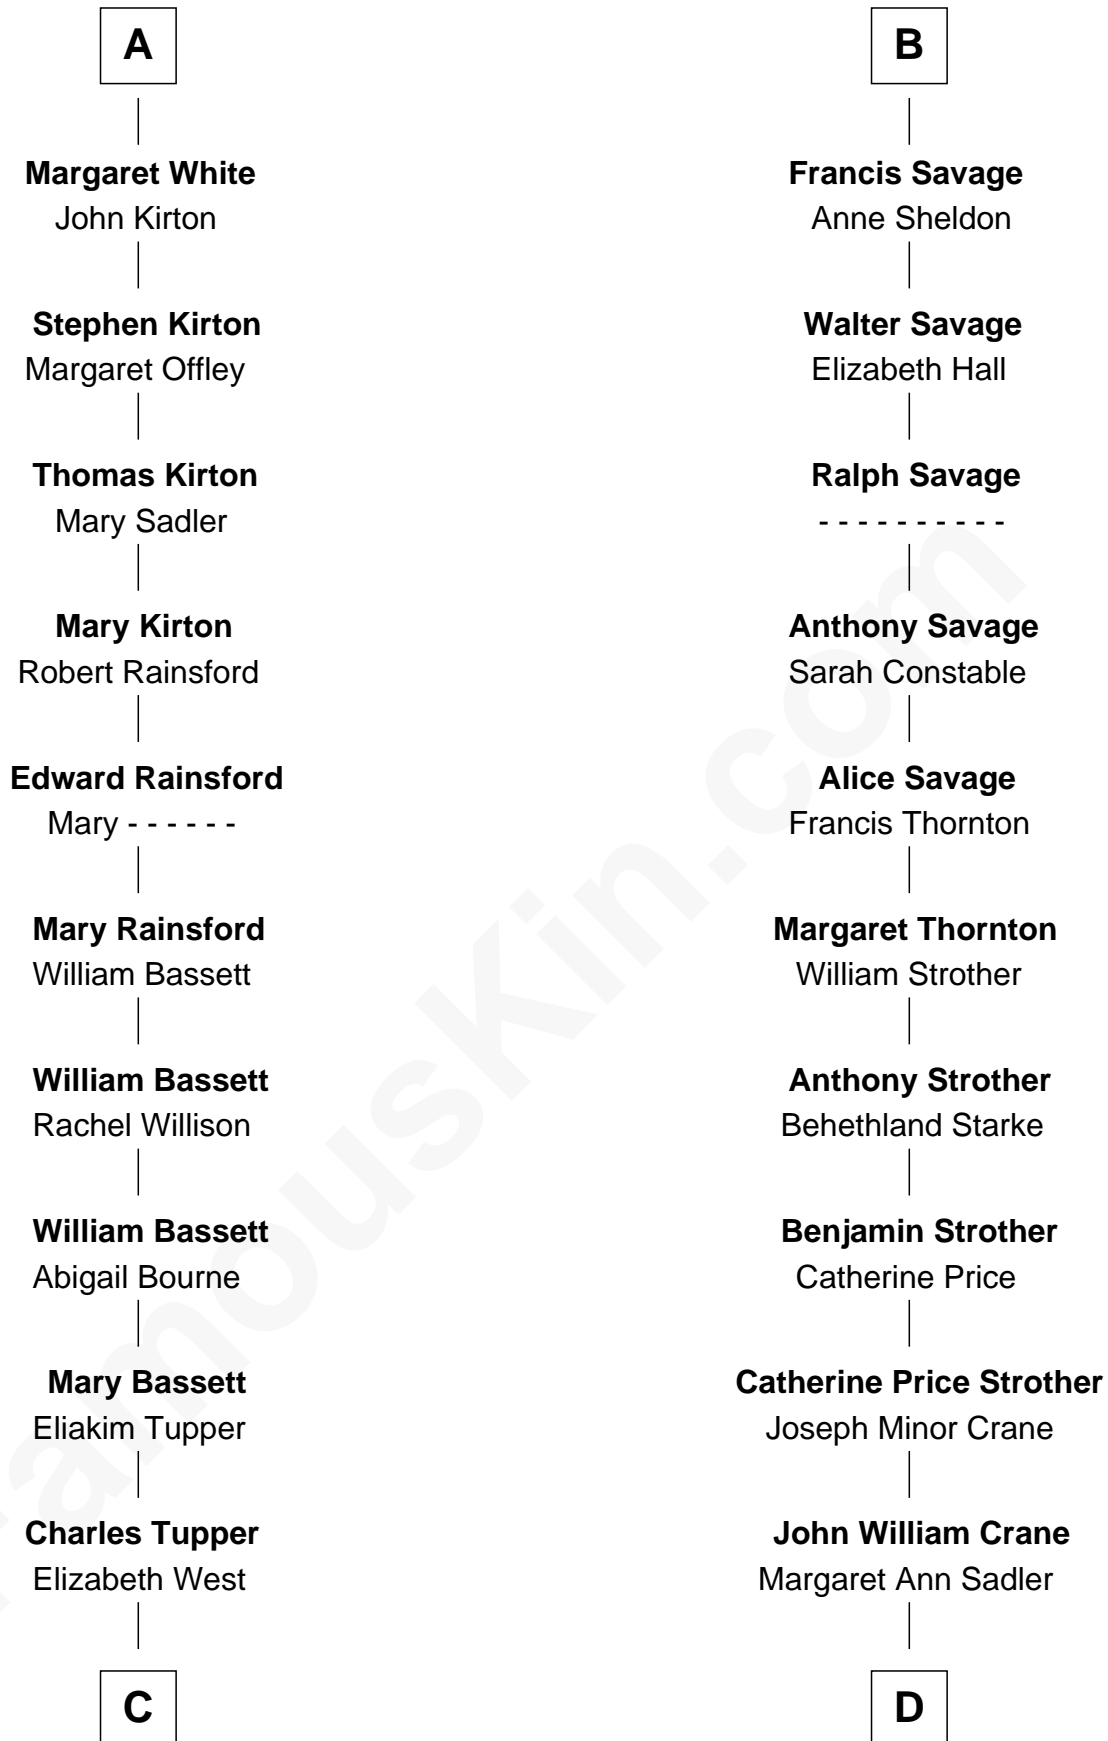 A
Margaret White
John Kirton
Stephen Kirton
Margaret Offley
Thomas Kirton
Mary Sadler
Mary Kirton
Robert Rainsford
Edward Rainsford
Mary - - - - - -
Mary Rainsford
William Bassett
William Bassett
Rachel Willison
William Bassett
Abigail Bourne
Mary Bassett
Eliakim Tupper
Charles Tupper
Elizabeth West
C
B
Francis Savage
Anne Sheldon
Walter Savage
Elizabeth Hall
Ralph Savage
- - - - - - - - - -
Anthony Savage
Sarah Constable
Alice Savage
Francis Thornton
Margaret Thornton
William Strother
Anthony Strother
Behethland Starke
Benjamin Strother
Catherine Price
Catherine Price Strother
Joseph Minor Crane
John William Crane
Margaret Ann Sadler
D
FamousKin.com